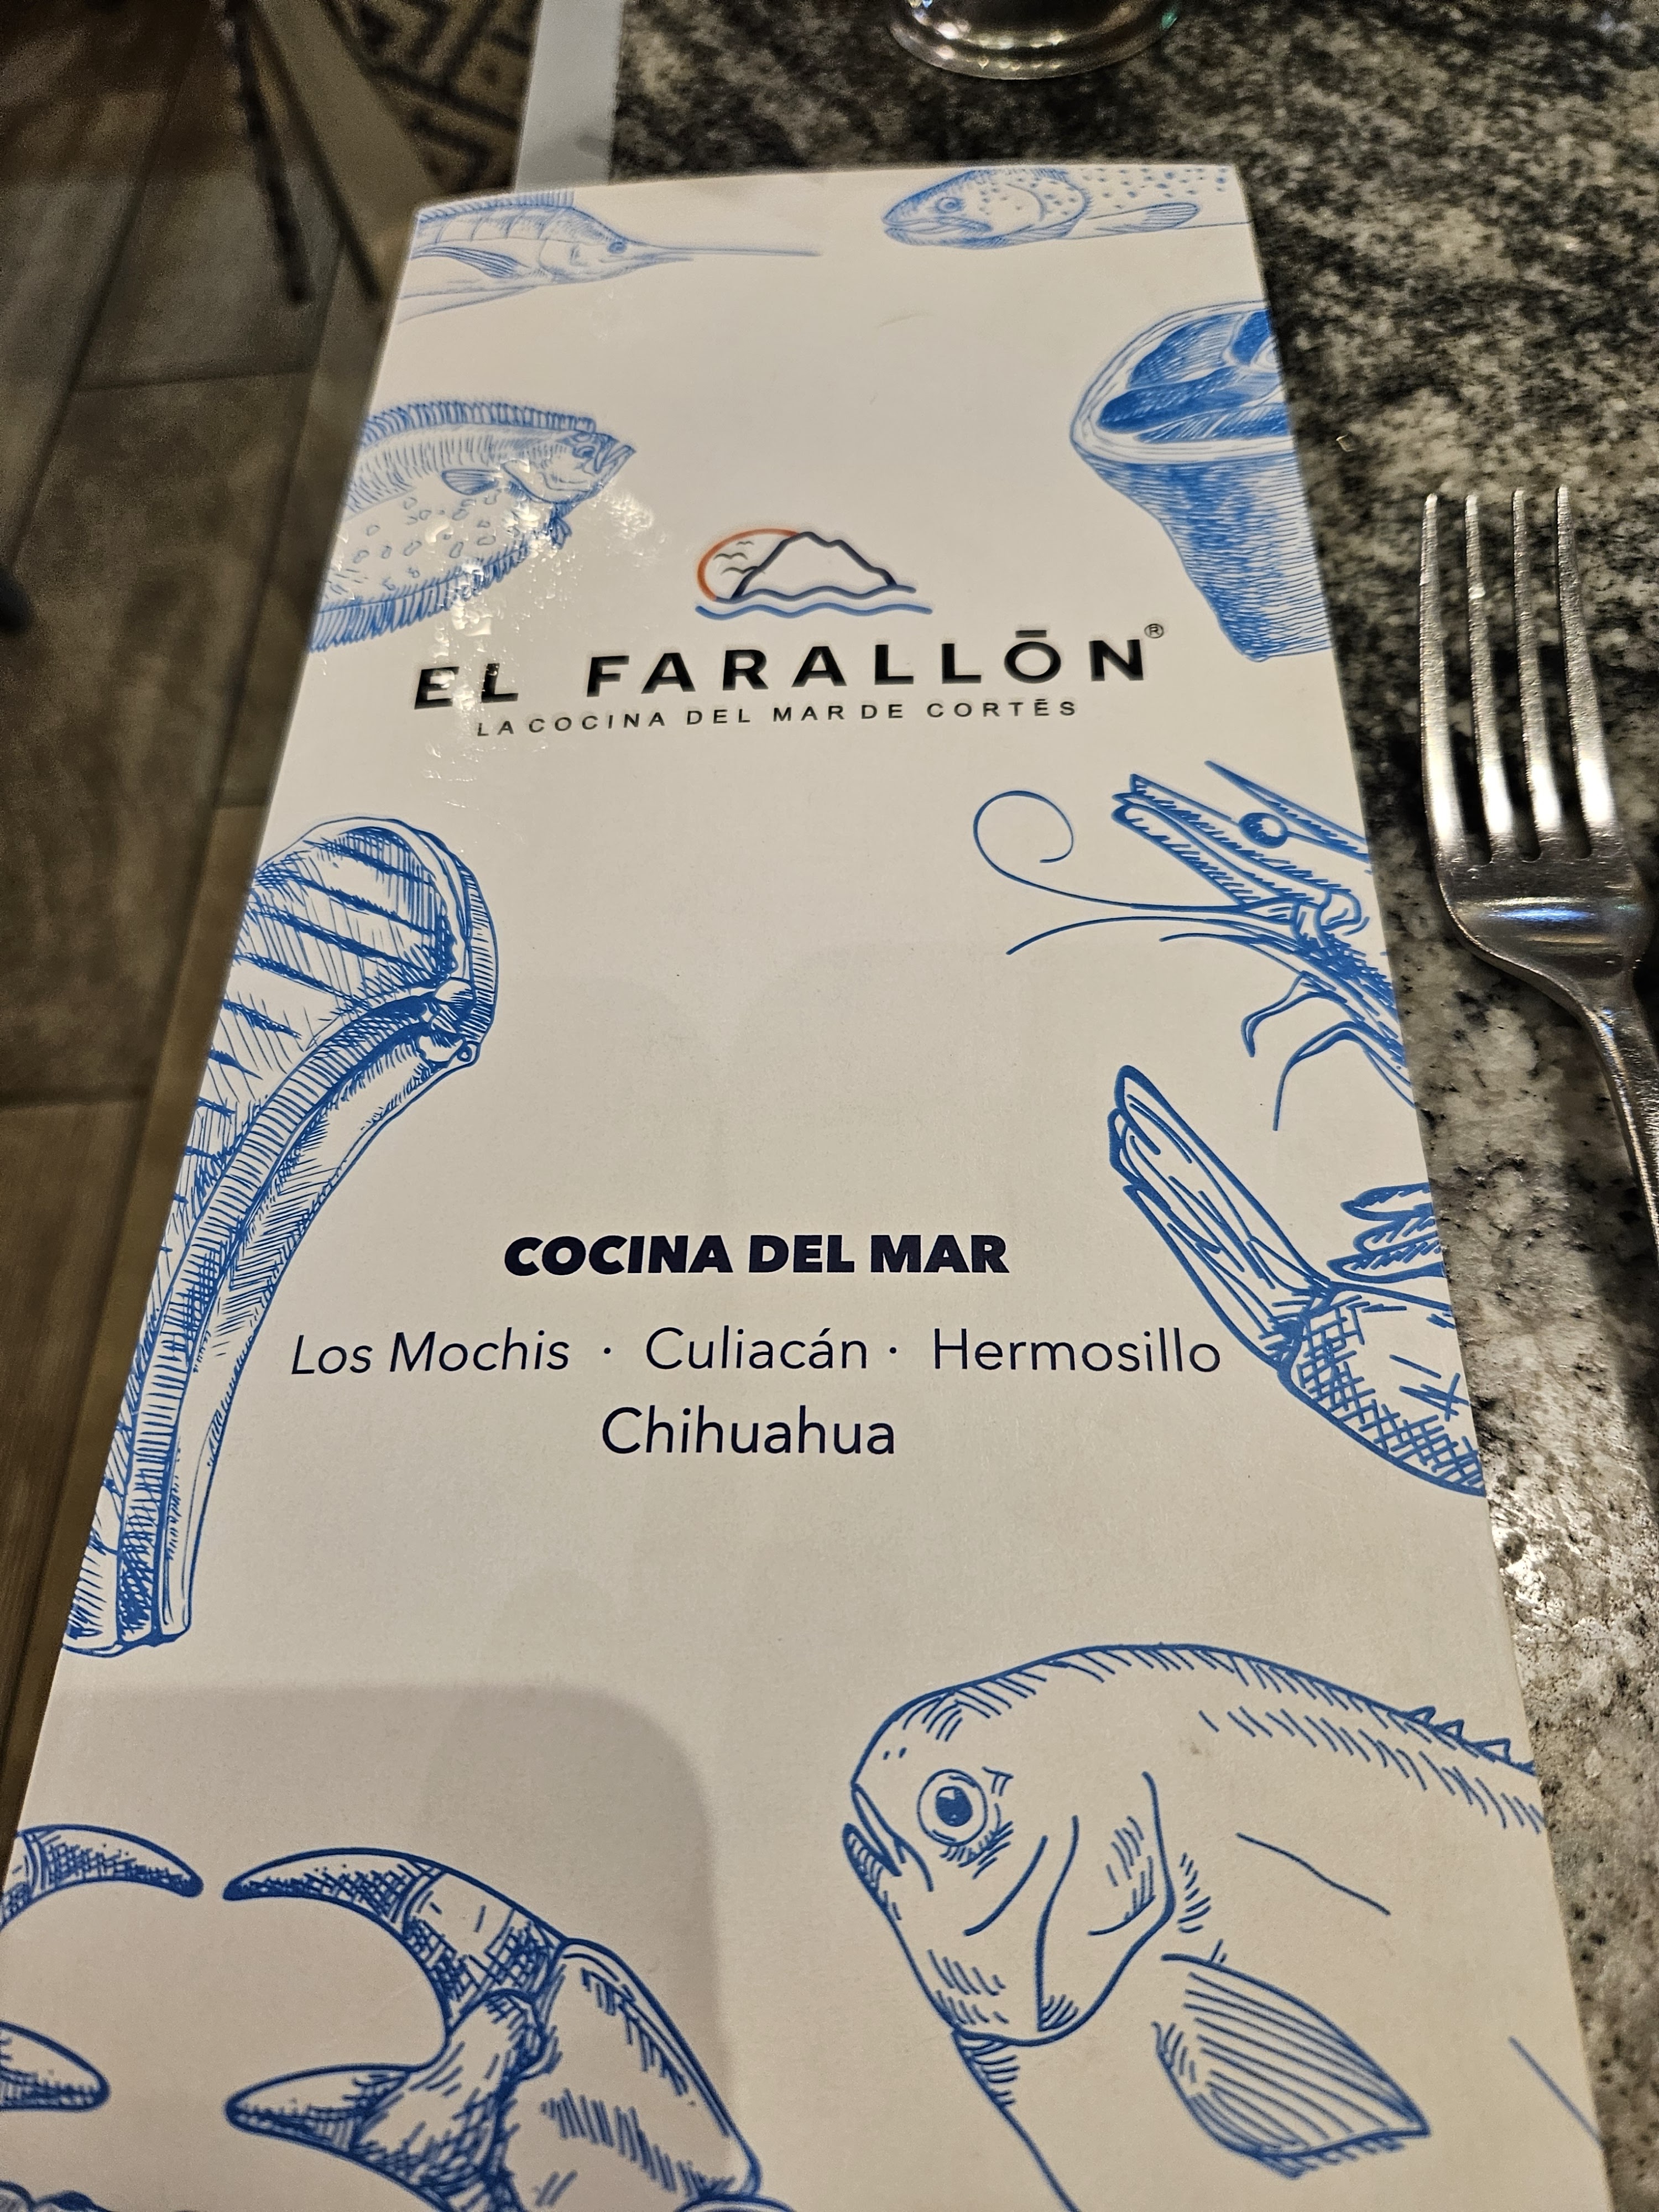 EL FARALLŌN®
LA COCINA DEL MAR DE CORTĒS
COCINA DEL MAR
Los Mochis · Culiacán · Hermosillo
Chihuahua